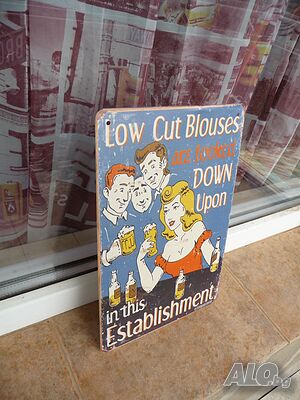 Low Cut Blouses
are looked
DOWN
upon
in this
Establishment
ALO.bg